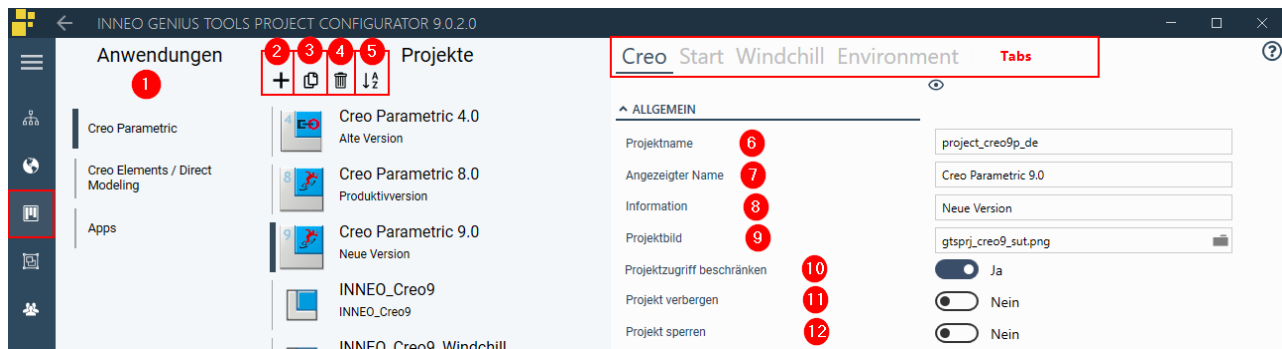 INNEO GENIUS TOOLS PROJECT CONFIGURATOR 9.0.2.0
Anwendungen
1
Creo Parametric
Creo Elements / Direct
Modeling
Apps
2 3 4 5
Projekte
4
Creo Parametric 4.0
Alte Version
8
Creo Parametric 8.0
Produktivversion
9
Creo Parametric 9.0
Neue Version
INNEO_Creo9
INNEO_Creo9
INNEO_Creo9_Windchill
Creo Start Windchill Environment Tabs
ALLGEMEIN
Projektname 6 project_creo9p_de
Angezeigter Name 7 Creo Parametric 9.0
Information 8 Neue Version
Projektbild 9 gtsprj_creo9_sut.png
Projektzugriff beschränken 10 Ja
Projekt verbergen 11 Nein
Projekt sperren 12 Nein